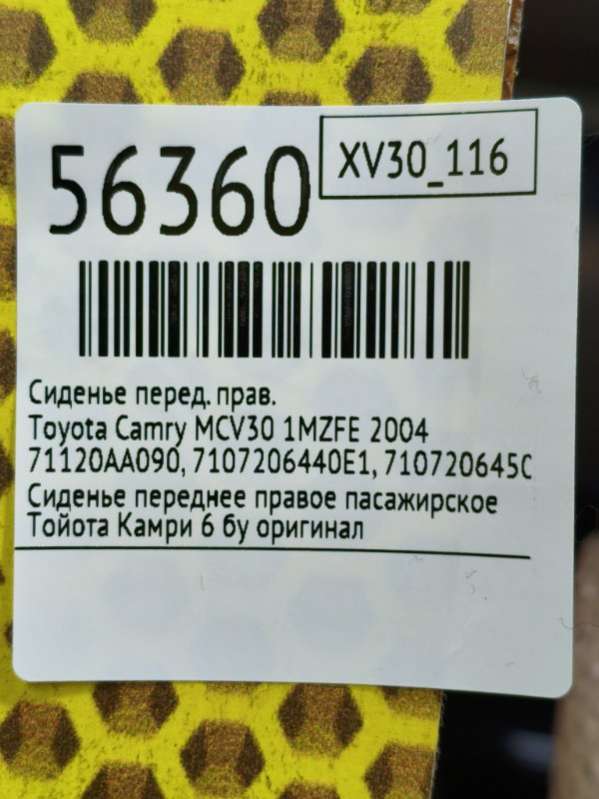 56360
XV30_116
Сиденье перед. прав.
Toyota Camry MCV30 1MZFE 2004
71120AA090, 7107206440E1, 710720645C
Сиденье переднее правое пасажирское
Тойота Камри 6 бу оригинал